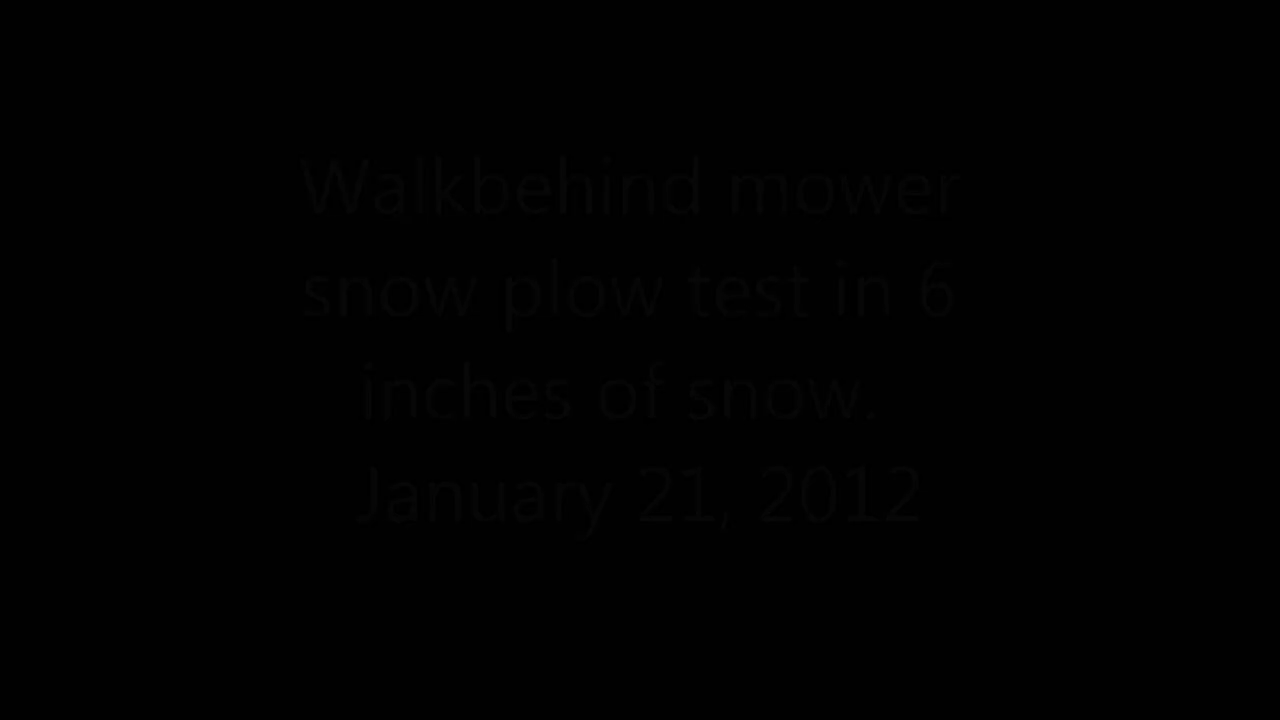 Walkbehind mower
snow plow test in 6
inches of snow.
January 21, 2012